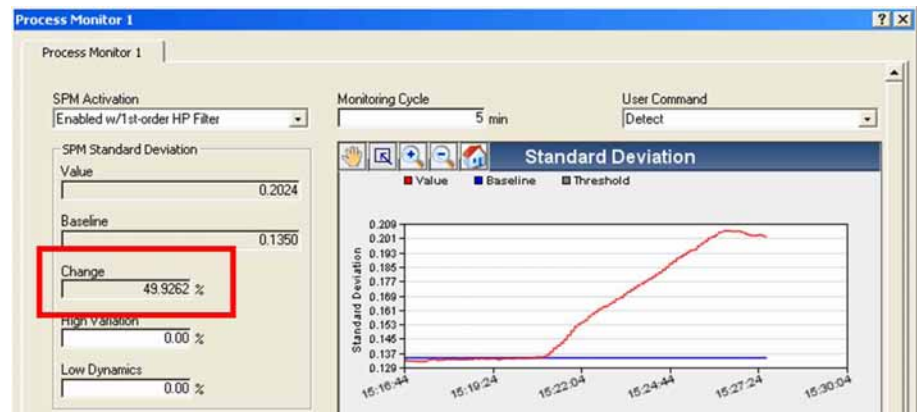 Process Monitor 1
Process Monitor 1
SPM Activation
Enabled w/1st-order HP Filter
Monitoring Cycle
5 min
User Command
Detect
SPM Standard Deviation
Value
0.2024
Baseline
0.1350
Change
49.9262 %
High Variation
0.00 %
Low Dynamics
0.00 %
Standard Deviation
Value Baseline Threshold
Standard Deviation
0.209
0.201
0.193
0.185
0.177
0.169
0.161
0.153
0.145
0.137
0.129
15:16:44 15:19:24 15:22:04 15:24:44 15:27:24 15:30:04